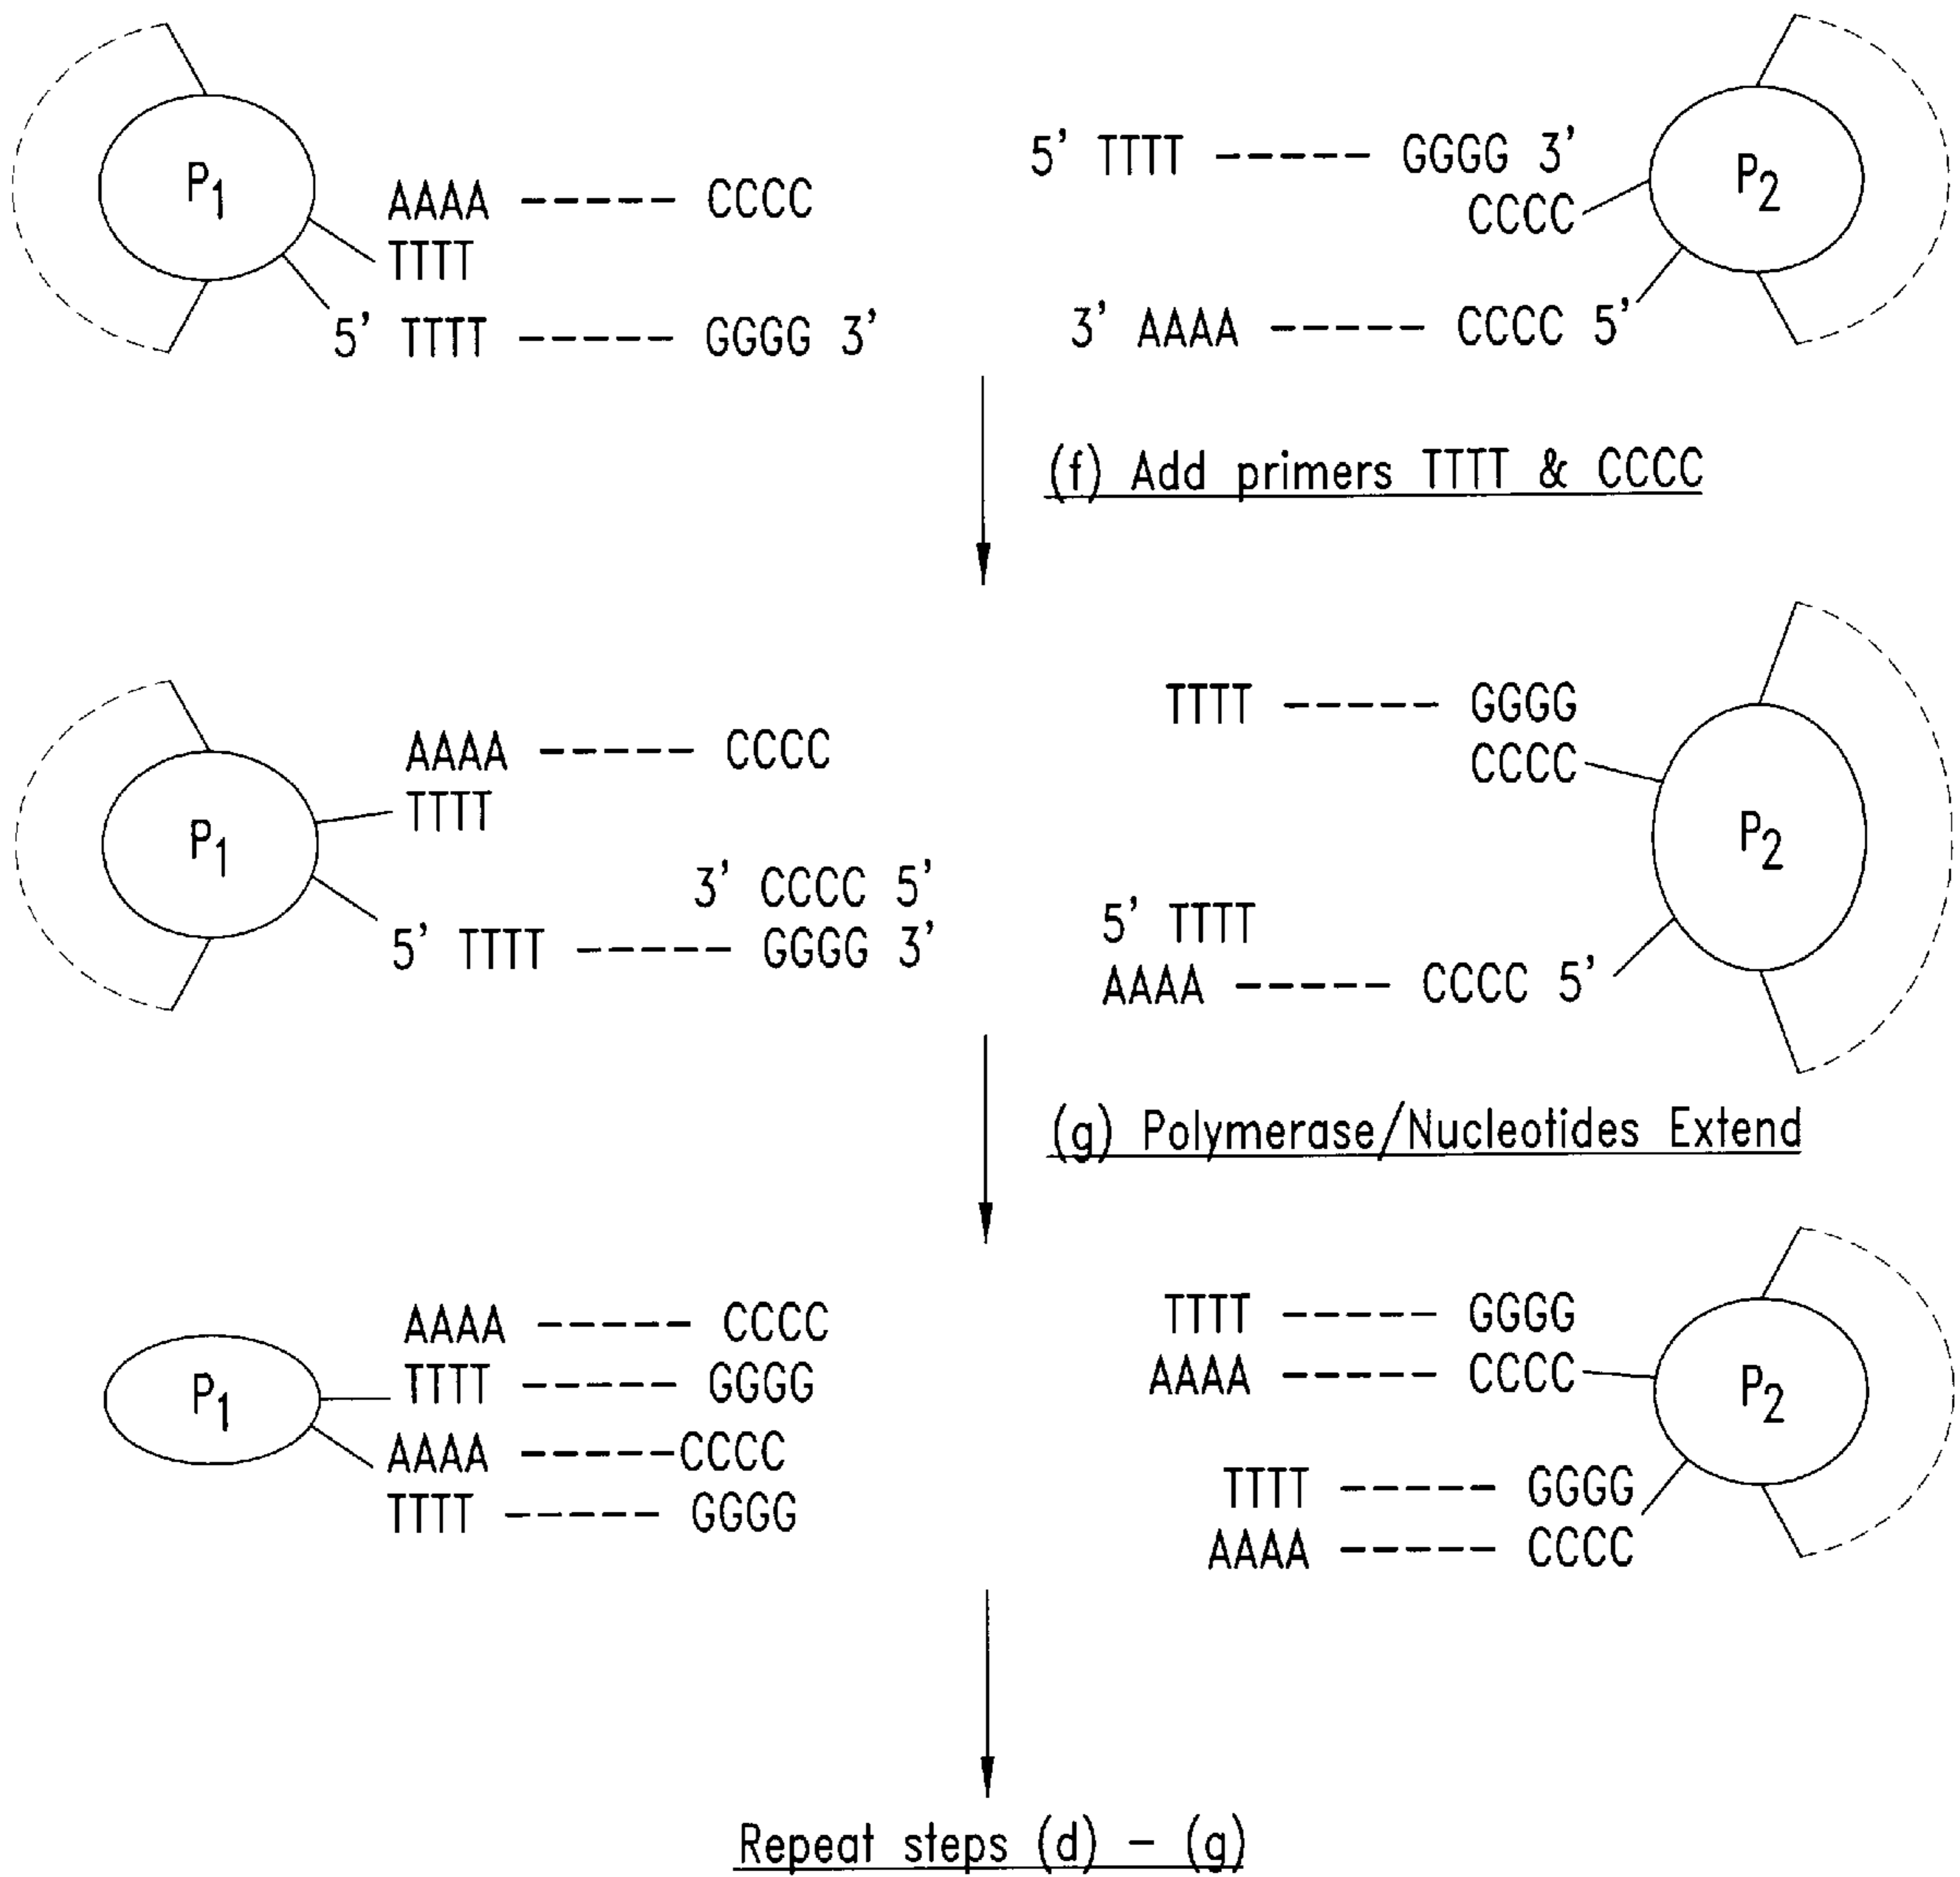 P1
AAAA ----- CCCC
TTTT
5' TTTT ----- GGGG 3'
5' TTTT ----- GGGG 3'
CCCC
3' AAAA ----- CCCC 5'
P2
(f) Add primers TTTT & CCCC
P1
AAAA ----- CCCC
TTTT
3' CCCC 5'
5' TTTT ----- GGGG 3'
TTTT ----- GGGG
CCCC
5' TTTT
AAAA ----- CCCC 5'
P2
(g) Polymerase/Nucleotides Extend
P1
AAAA ----- CCCC
TTTT ----- GGGG
AAAA -----CCCC
TTTT ----- GGGG
TTTT ----- GGGG
AAAA ----- CCCC
TTTT ----- GGGG
AAAA ----- CCCC
P2
Repeat steps (d) - (g)